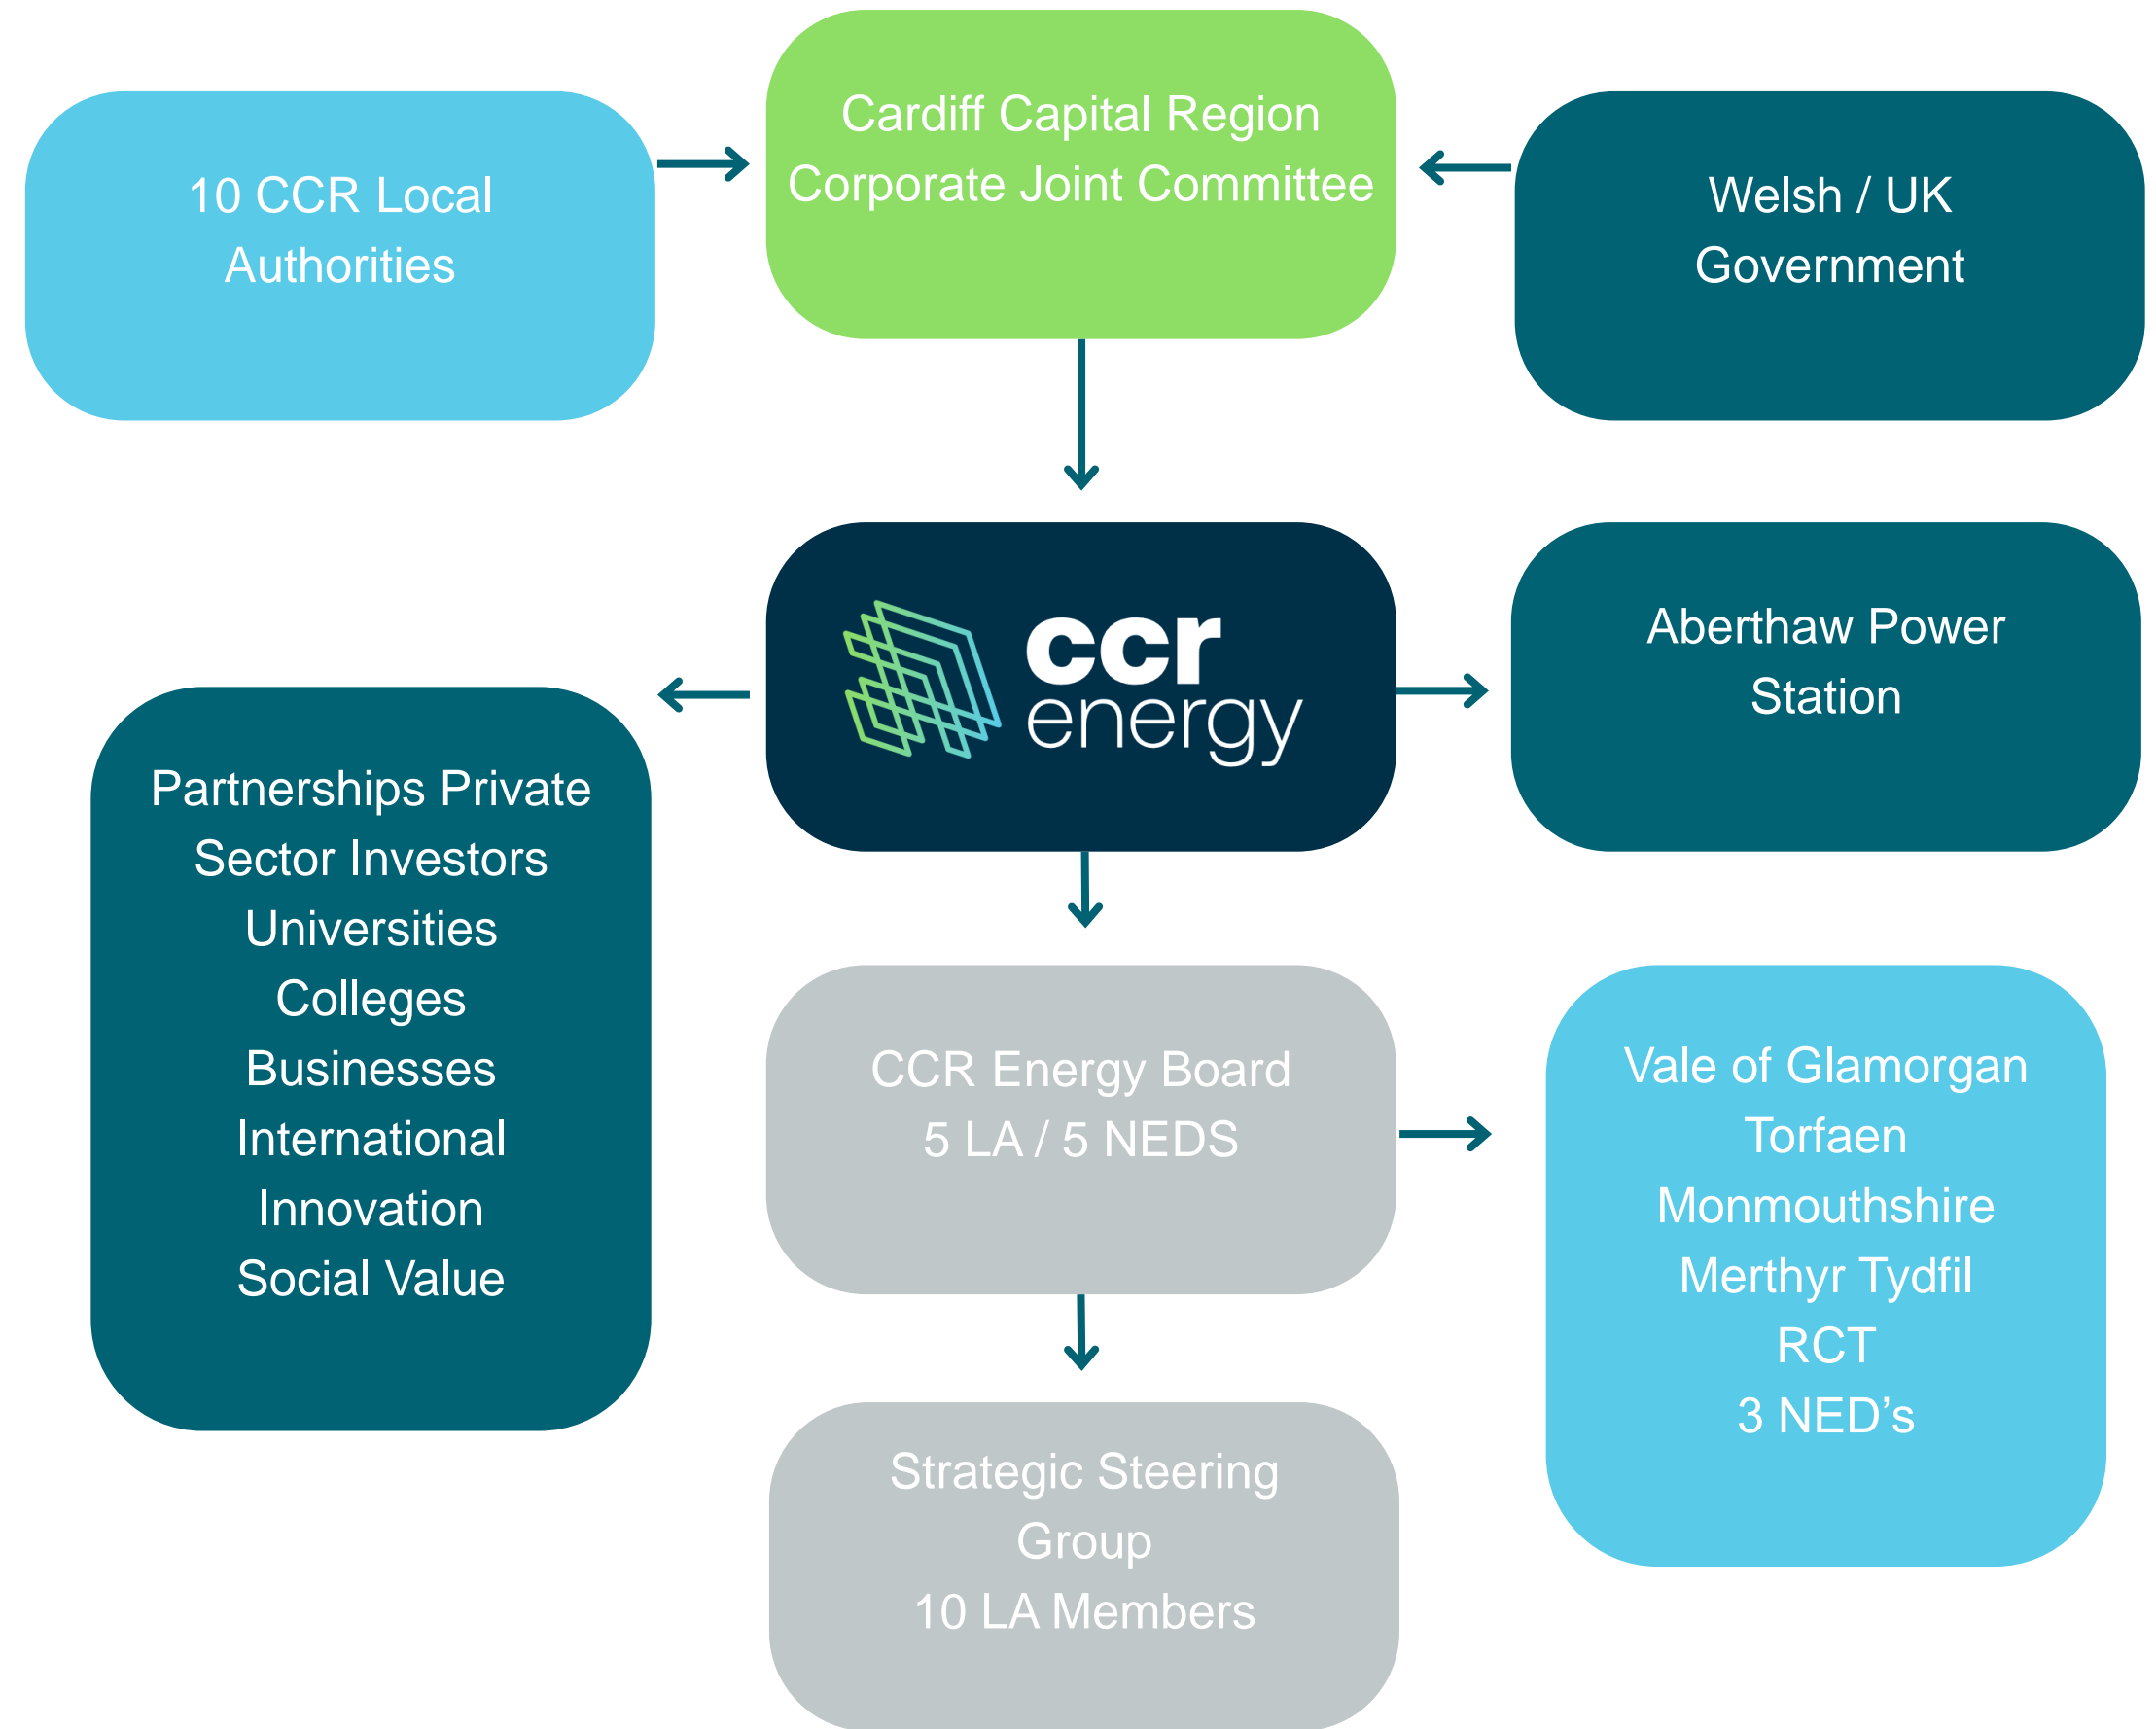 Cardiff Capital Region
Corporate Joint Committee
10 CCR Local
Authorities
Welsh / UK
Government
ccr
energy
Aberthaw Power
Station
Partnerships Private
Sector Investors
Universities
Colleges
Businesses
International
Innovation
Social Value
CCR Energy Board
5 LA / 5 NEDS
Vale of Glamorgan
Torfaen
Monmouthshire
Merthyr Tydfil
RCT
3 NED’s
Strategic Steering
Group
10 LA Members